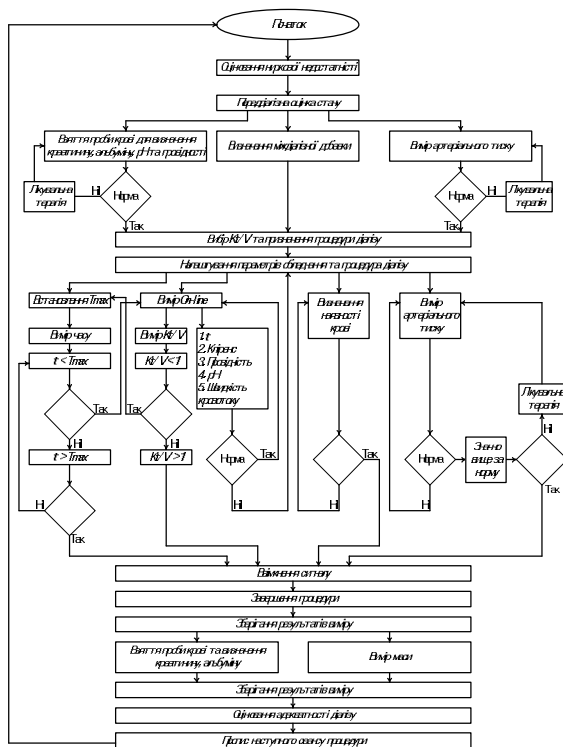 Початок
Оцінювання ниркової недостатності
Переддіалізна оцінка стану
Взяття проби крові для визначення
креатиніну, альбуміну, pH та провідності
Визначення міждіалізної добавки
Вимір артеріального тиску
Лікувальна
терапія
Ні
Норма
Так
Норма
Ні
Лікувальна
терапія
Так
Вибір Kt/V та призначення процедури діалізу
Налаштування параметрів обладнання та процедура діалізу
Встановлення Tmax
Вимір On-line
Визначення
наявності
крові
Вимір
артеріального
тиску
Вимір часу
Вимір Kt/V
1. t
2. Кліренс
3. Провідність
4. pH
5. Швидкість
кровотоку
t < Tmax
Kt/V<1
Лікувальна
терапія
Так
Так
Так
Ні
Ні
Ні
t > Tmax
Kt/V>1
Норма
Норма
Значно
вище за
норму
Ні
Ні
Ні
Ні
Так
Так
Так
Ввімкнення сигналу
Завершення процедури
Зберігання результатів виміру
Взяття проби крові та визначення
креатиніну, альбуміну
Вимір маси
Зберігання результатів виміру
Оцінювання адекватності діалізу
Пропис наступного сеансу процедури